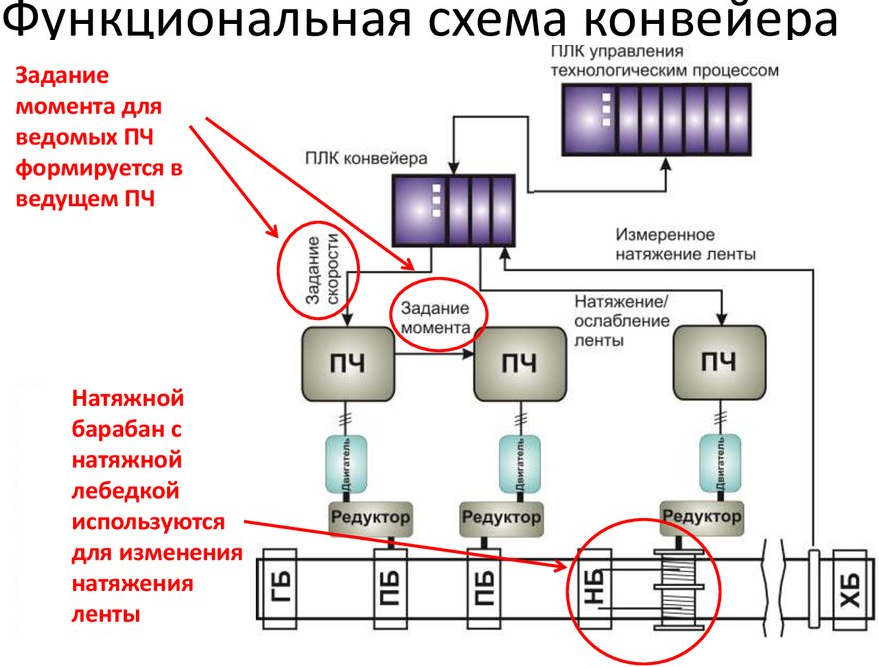 Функциональная схема конвейера
Задание
момента для
ведомых ПЧ
формируется в
ведущем ПЧ
ПЛК управления
технологическим процессом
ПЛК конвейера
Задание
скорости
Задание
момента
Измеренное
натяжение ленты
Натяжение/
ослабление
ленты
ПЧ
ПЧ
ПЧ
Натяжной
барабан с
натяжной
лебедкой
используются
для изменения
натяжения
ленты
Двигатель
Двигатель
Двигатель
Редуктор
Редуктор
Редуктор
ГБ
ПБ
ПБ
НБ
ХБ